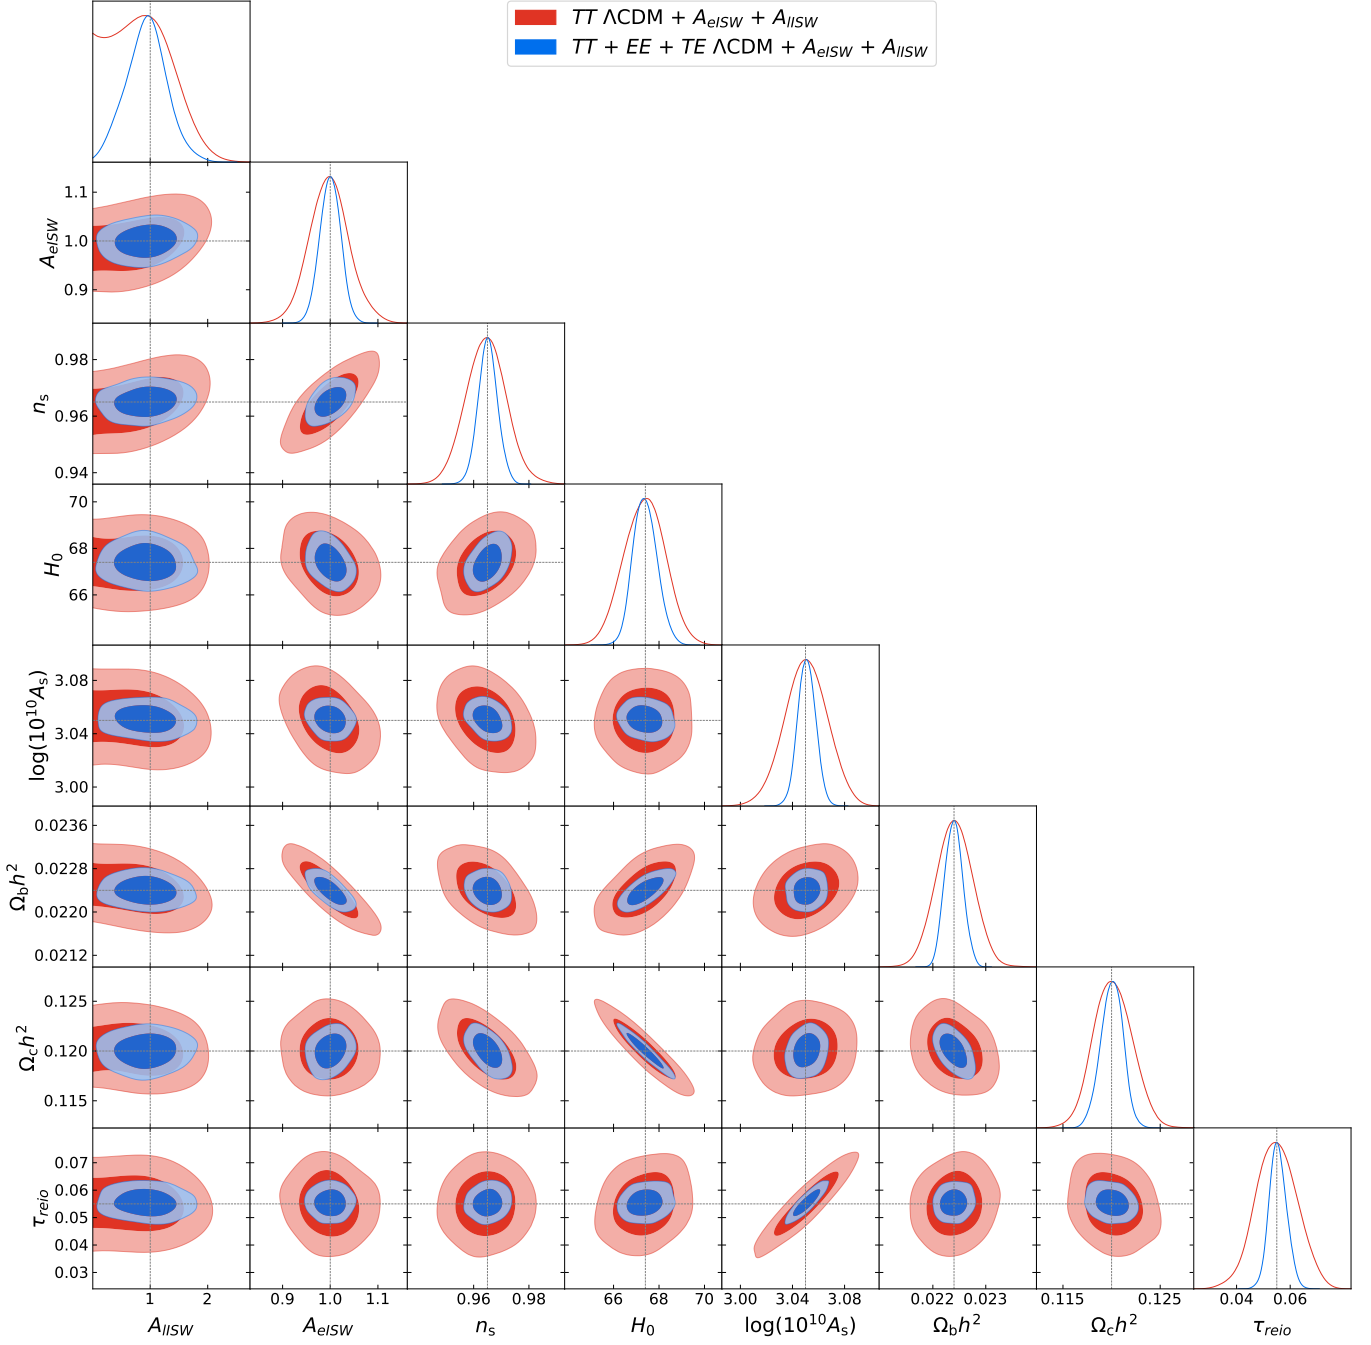 TT ΛCDM + A_eISW + A_lISW
TT + EE + TE ΛCDM + A_eISW + A_lISW
1.1
1.0
0.9
A_eISW
0.98
0.96
0.94
n_s
70
68
66
H_0
3.08
3.04
3.00
log(10^10 A_s)
0.0236
0.0228
0.0220
0.0212
Ω_b h^2
0.125
0.120
0.115
Ω_c h^2
0.07
0.06
0.05
0.04
0.03
τ_reio
1 2
0.9 1.0 1.1
0.96 0.98
66 68 70
3.00 3.04 3.08
0.022 0.023
0.115 0.125
0.04 0.06
A_lISW
A_eISW
n_s
H_0
log(10^10 A_s)
Ω_b h^2
Ω_c h^2
τ_reio